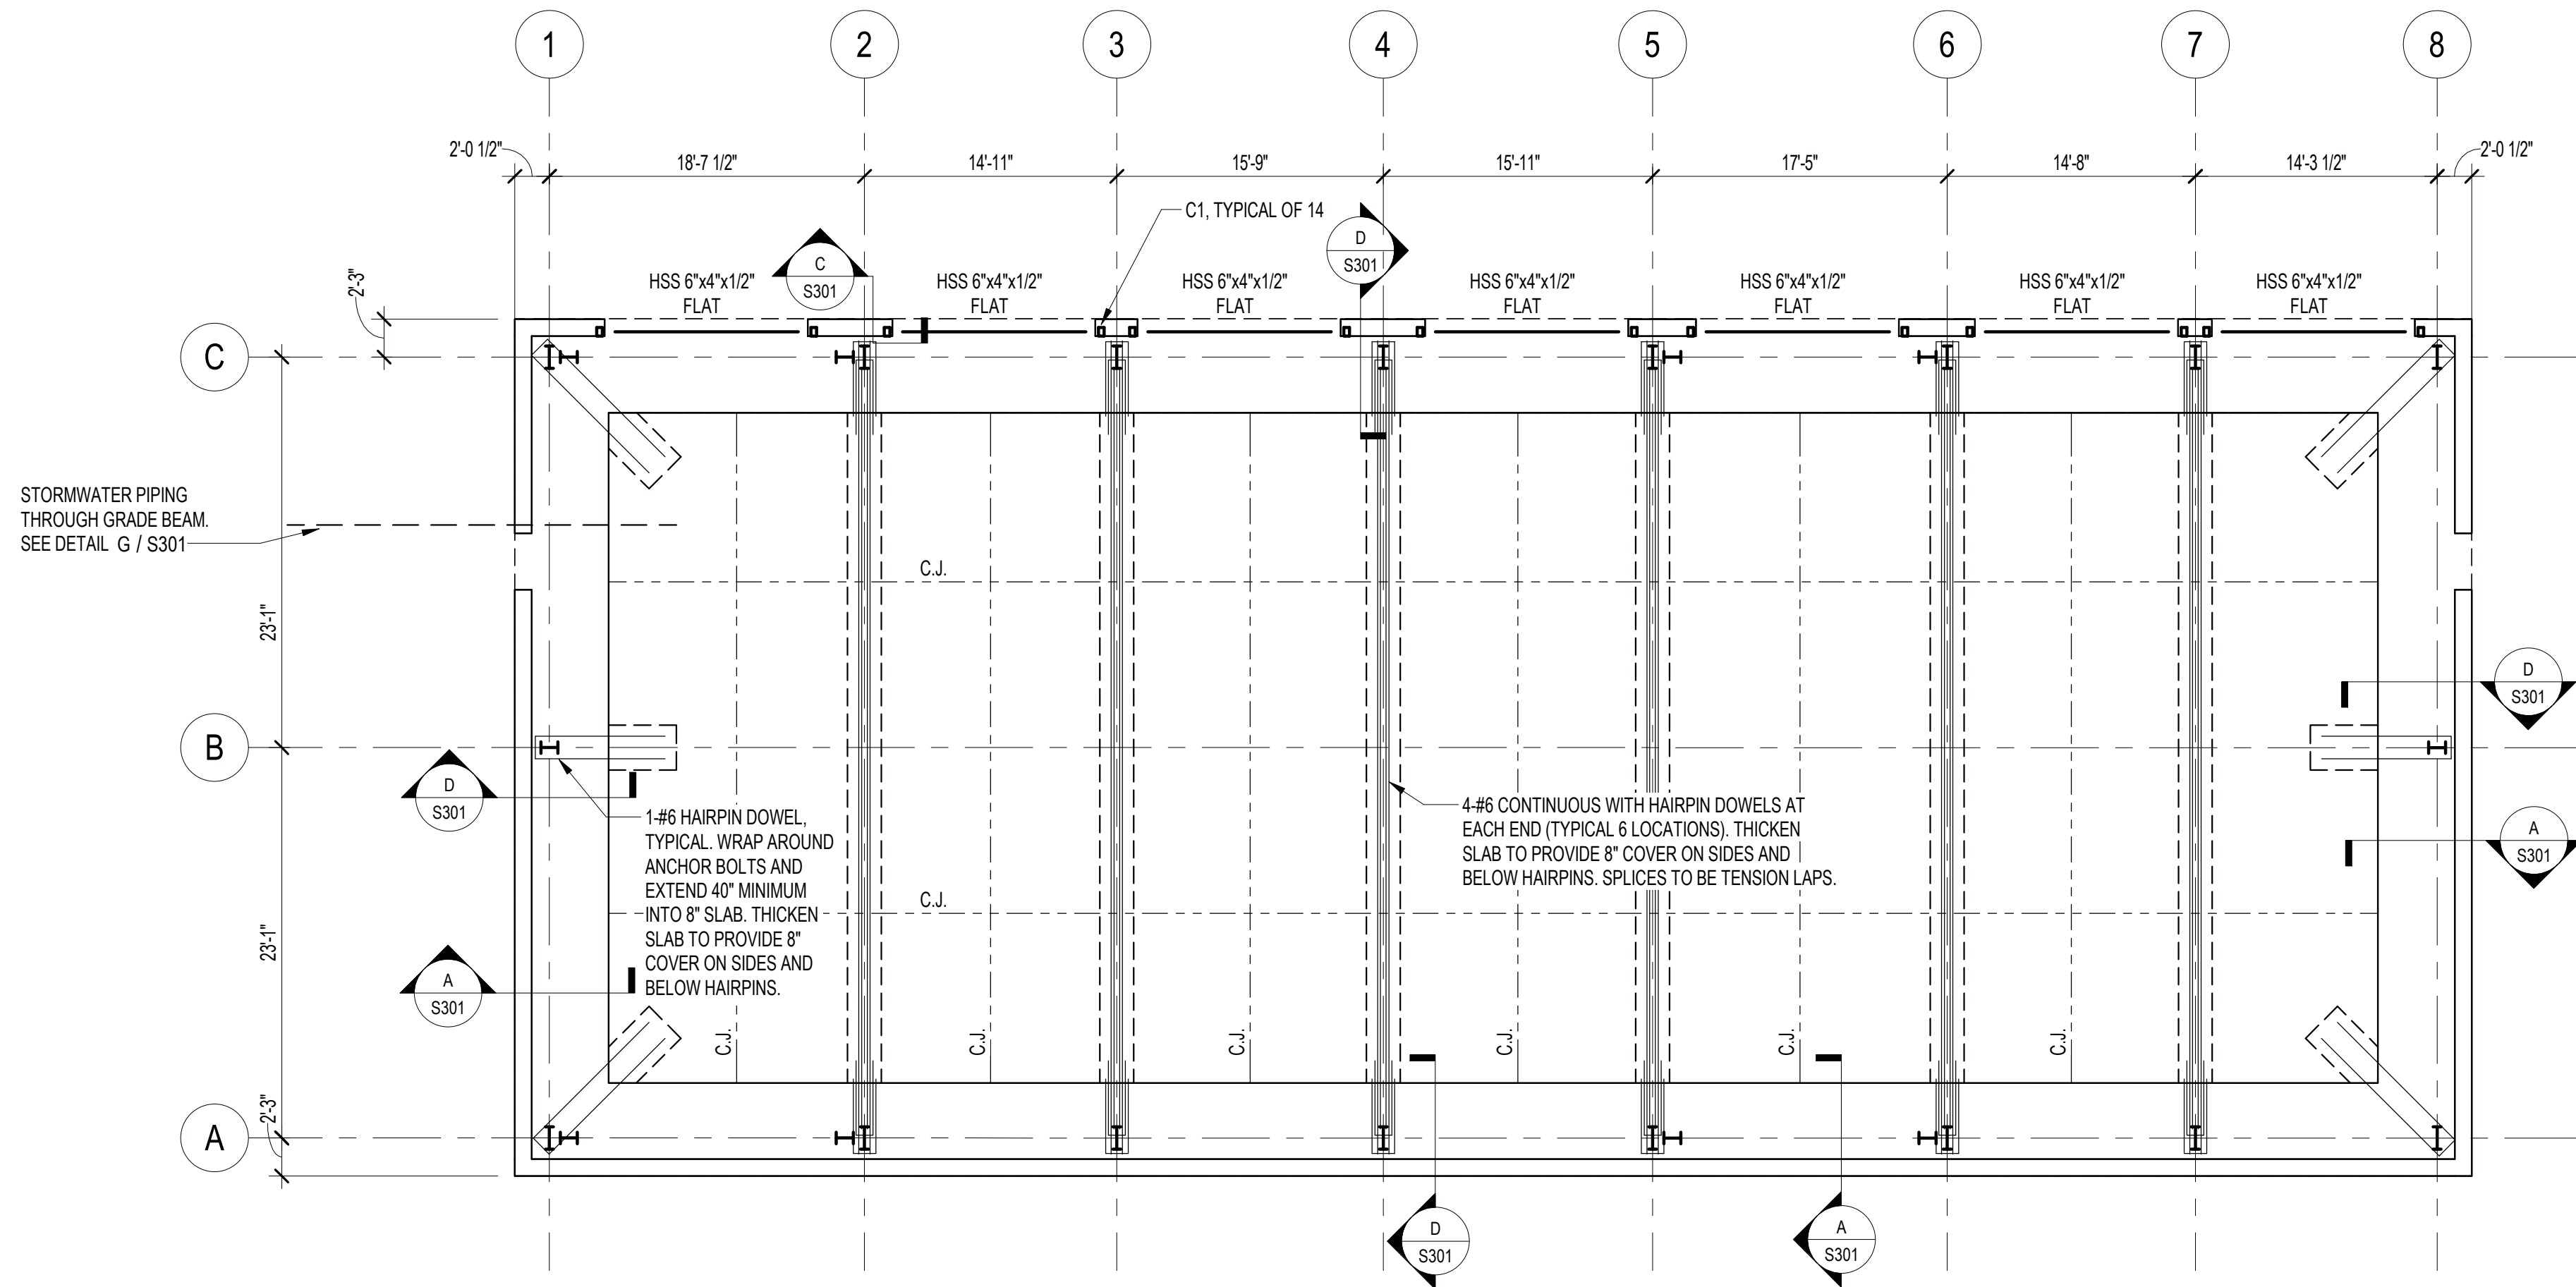 1
2
3
4
5
6
7
8
2'-0 1/2"
18'-7 1/2"
14'-11"
15'-9"
15'-11"
17'-5"
14'-8"
14'-3 1/2"
2'-0 1/2"
C1, TYPICAL OF 14
C
S301
D
S301
2'-3"
HSS 6"x4"x1/2"
FLAT
HSS 6"x4"x1/2"
FLAT
HSS 6"x4"x1/2"
FLAT
HSS 6"x4"x1/2"
FLAT
HSS 6"x4"x1/2"
FLAT
HSS 6"x4"x1/2"
FLAT
HSS 6"x4"x1/2"
FLAT
C
STORMWATER PIPING
THROUGH GRADE BEAM.
SEE DETAIL G / S301
C.J.
23'-1"
B
D
S301
D
S301
1-#6 HAIRPIN DOWEL,
TYPICAL. WRAP AROUND
ANCHOR BOLTS AND
EXTEND 40" MINIMUM
INTO 8" SLAB. THICKEN
SLAB TO PROVIDE 8"
COVER ON SIDES AND
BELOW HAIRPINS.
4-#6 CONTINUOUS WITH HAIRPIN DOWELS AT
EACH END (TYPICAL 6 LOCATIONS). THICKEN
SLAB TO PROVIDE 8" COVER ON SIDES AND
BELOW HAIRPINS. SPLICES TO BE TENSION LAPS.
A
S301
C.J.
23'-1"
A
S301
C.J.
C.J.
C.J.
C.J.
C.J.
C.J.
2'-3"
A
D
S301
A
S301